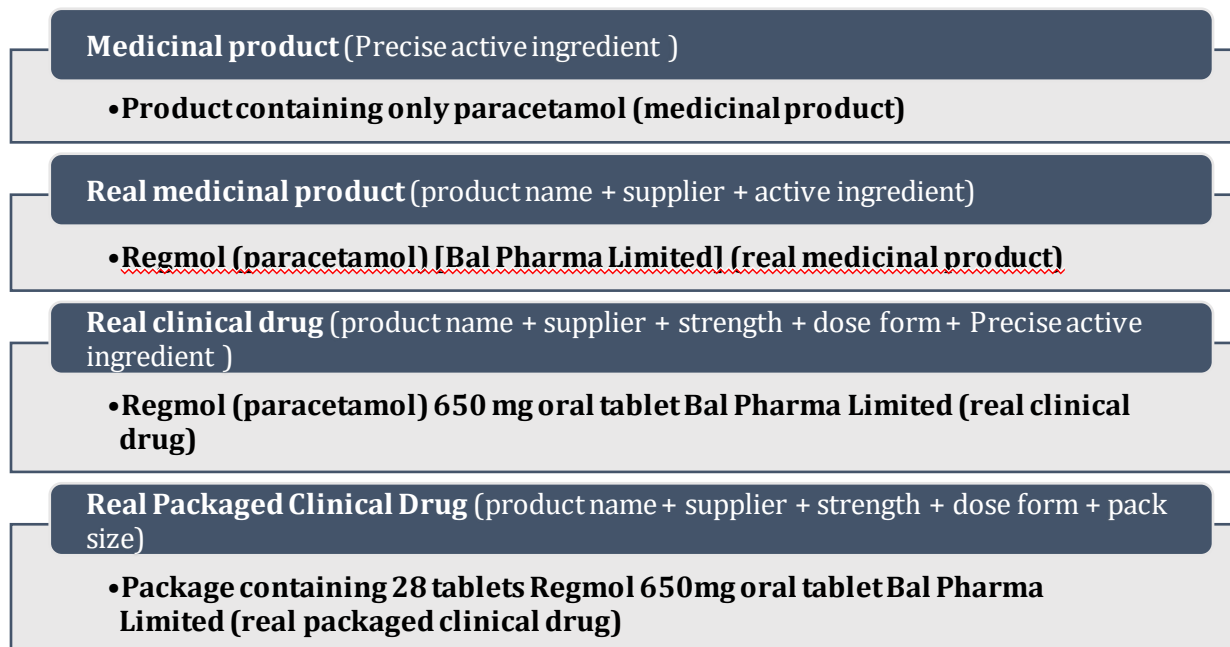 Medicinal product (Precise active ingredient )
•Product containing only paracetamol (medicinal product)
Real medicinal product (product name + supplier + active ingredient)
•Regmol (paracetamol) [Bal Pharma Limited] (real medicinal product)
Real clinical drug (product name + supplier + strength + dose form + Precise active
ingredient )
•Regmol (paracetamol) 650 mg oral tablet Bal Pharma Limited (real clinical
drug)
Real Packaged Clinical Drug (product name + supplier + strength + dose form + pack
size)
•Package containing 28 tablets Regmol 650mg oral tablet Bal Pharma
Limited (real packaged clinical drug)